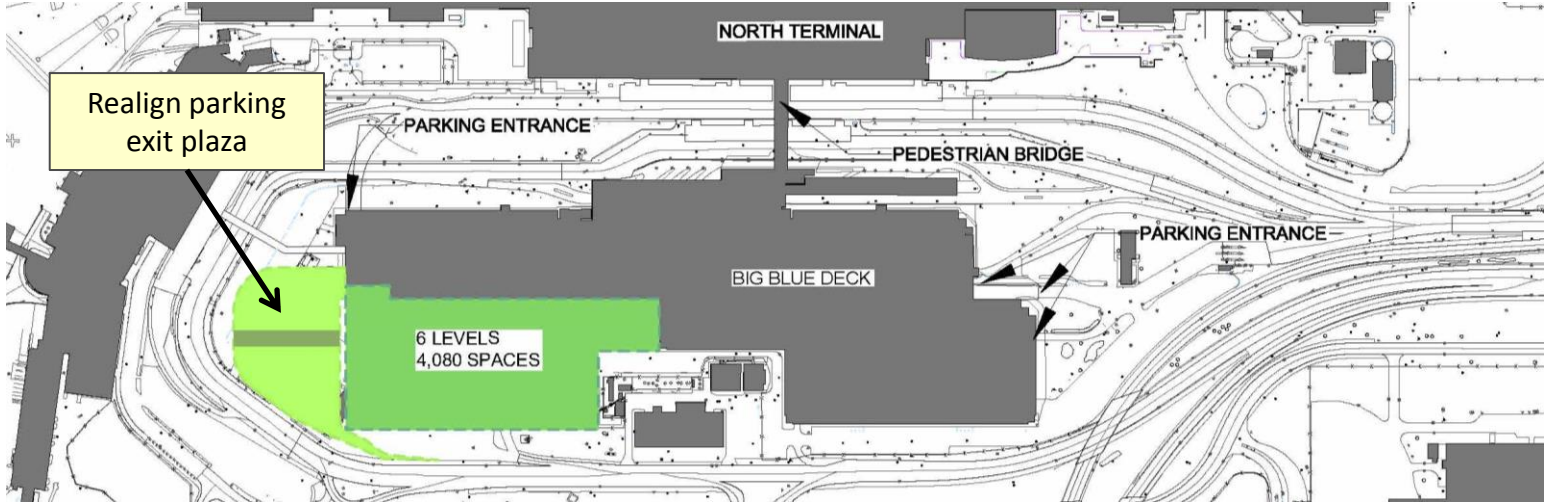 NORTH TERMINAL
Realign parking
exit plaza
PARKING ENTRANCE
PEDESTRIAN BRIDGE
PARKING ENTRANCE
BIG BLUE DECK
6 LEVELS
4,080 SPACES